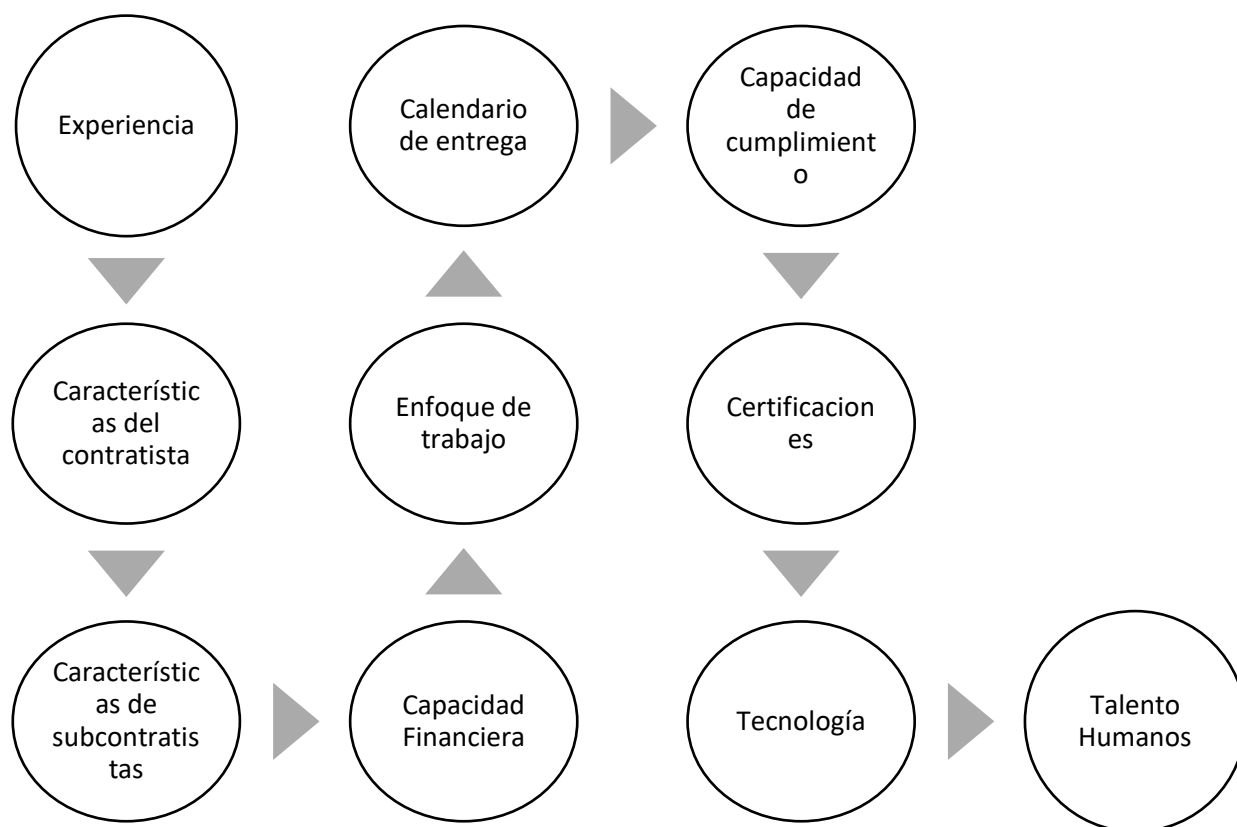 Experiencia
Característic
as del
contratista
Característic
as de
subcontratis
tas
Capacidad
Financiera
Enfoque de
trabajo
Calendario
de entrega
Capacidad
de
cumplimient
o
Certificacion
es
Tecnología
Talento
Humanos